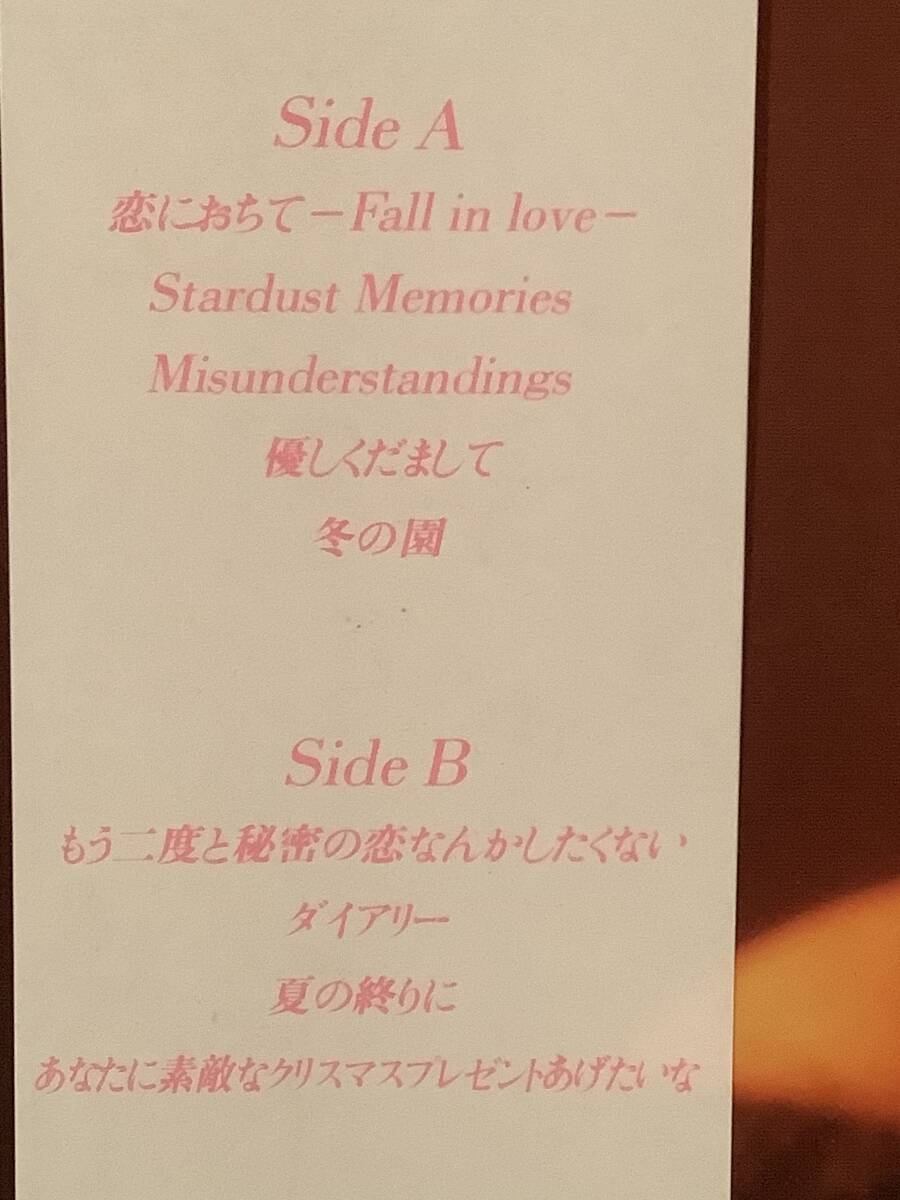 Side A
恋におちて－Fall in love－
Stardust Memories
Misunderstandings
優しくだまして
冬の園
Side B
もう二度と秘密の恋なんかしたくない
ダイアリー
夏の終りに
あなたに素敵なクリスマスプレゼントあげたいな